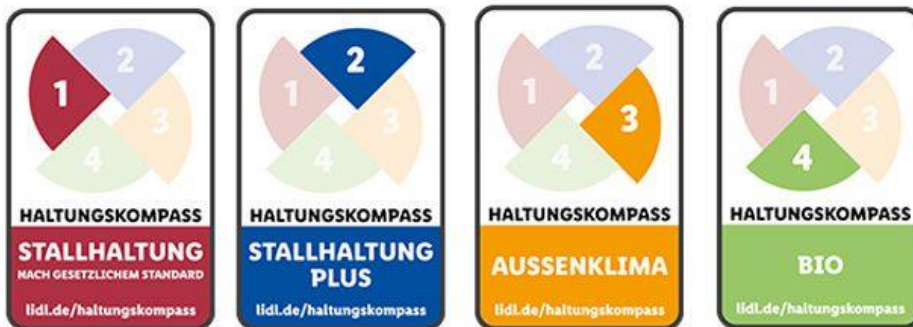 1
2
3
4
HALTUNGSKOMPASS
STALLHALTUNG
NACH GESETZLICHEM STANDARD
lidl.de/haltungskompass
1
2
3
4
HALTUNGSKOMPASS
STALLHALTUNG
PLUS
lidl.de/haltungskompass
1
2
3
4
HALTUNGSKOMPASS
AUSSENKLIMA
lidl.de/haltungskompass
1
2
3
4
HALTUNGSKOMPASS
BIO
lidl.de/haltungskompass